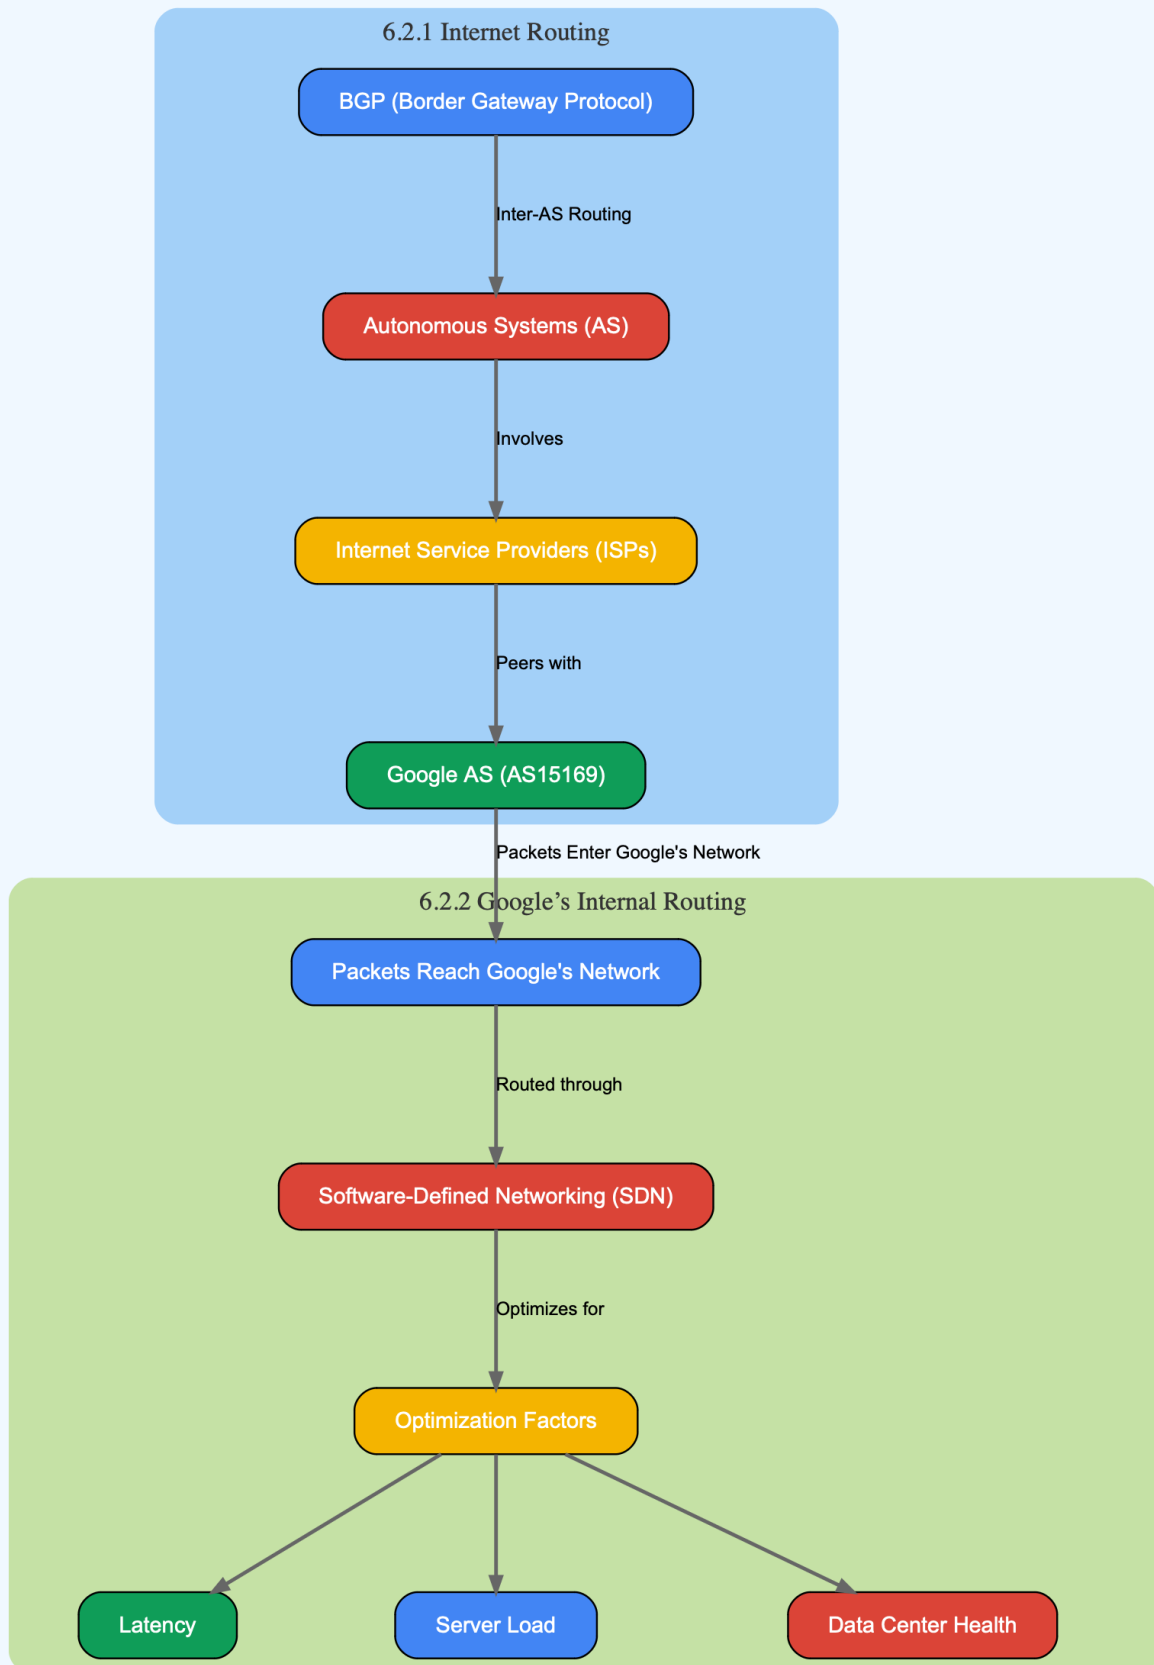 6.2.1 Internet Routing
BGP (Border Gateway Protocol)
Inter-AS Routing
Autonomous Systems (AS)
Involves
Internet Service Providers (ISPs)
Peers with
Google AS (AS15169)
Packets Enter Google's Network
6.2.2 Google’s Internal Routing
Packets Reach Google's Network
Routed through
Software-Defined Networking (SDN)
Optimizes for
Optimization Factors
Latency
Server Load
Data Center Health